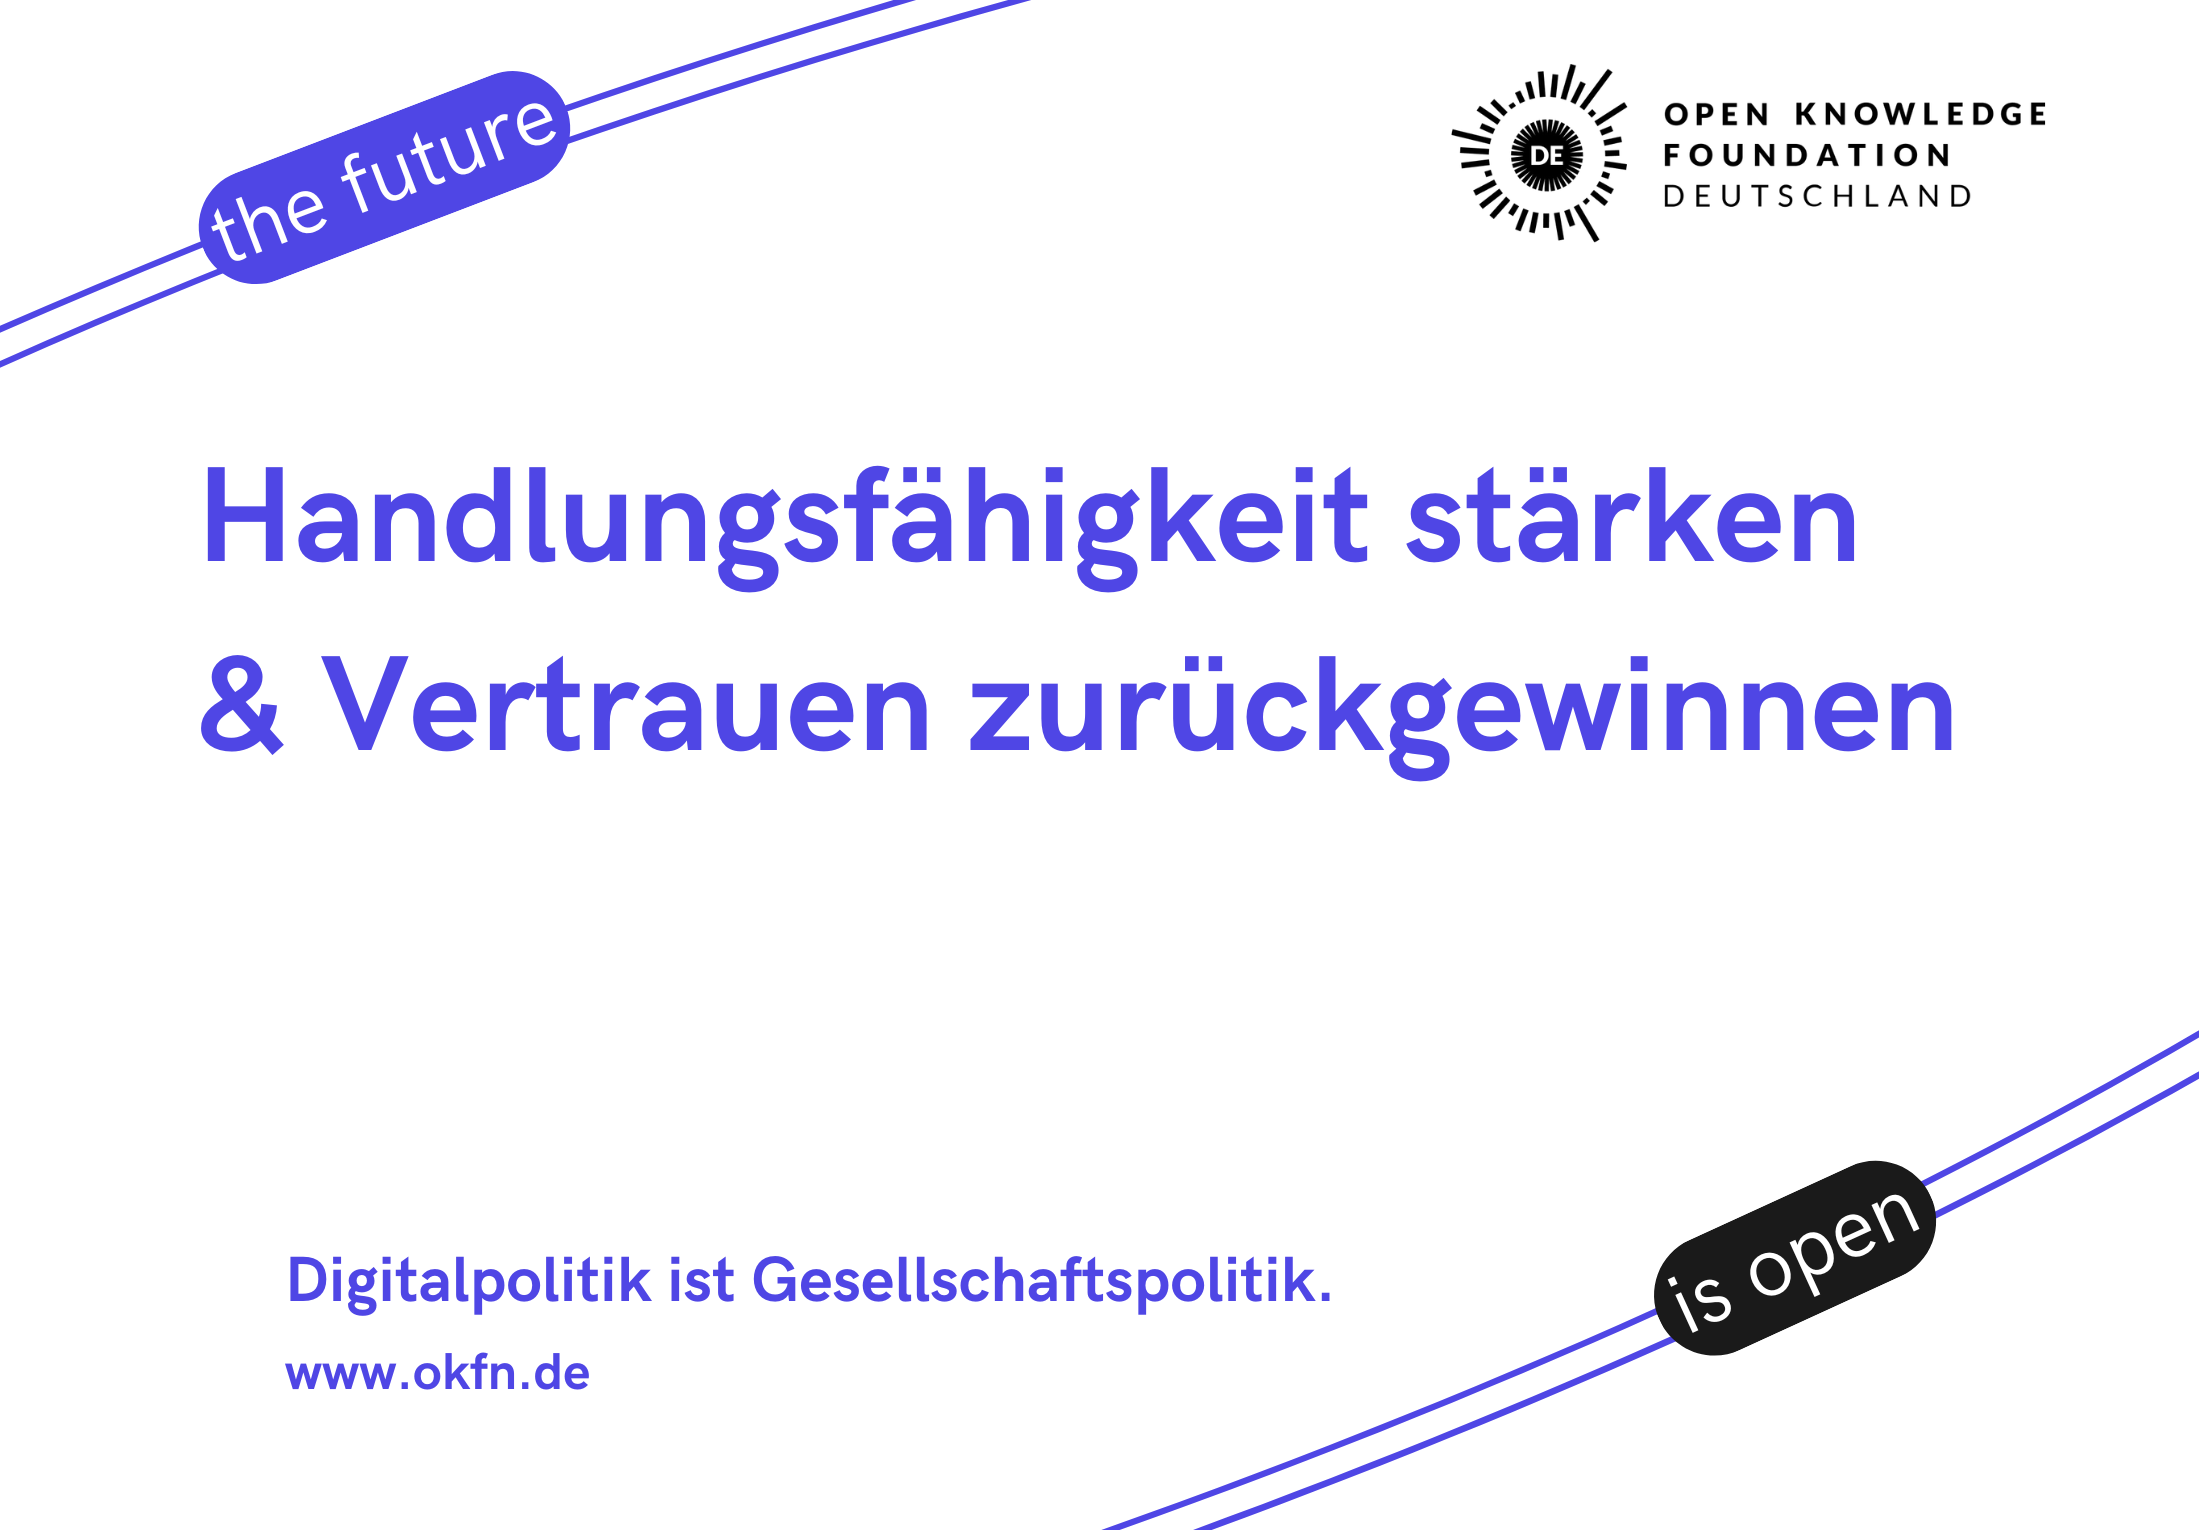 the future
DE
OPEN KNOWLEDGE
FOUNDATION
DEUTSCHLAND
Handlungsfähigkeit stärken
& Vertrauen zurückgewinnen
is open
Digitalpolitik ist Gesellschaftspolitik.
www.okfn.de